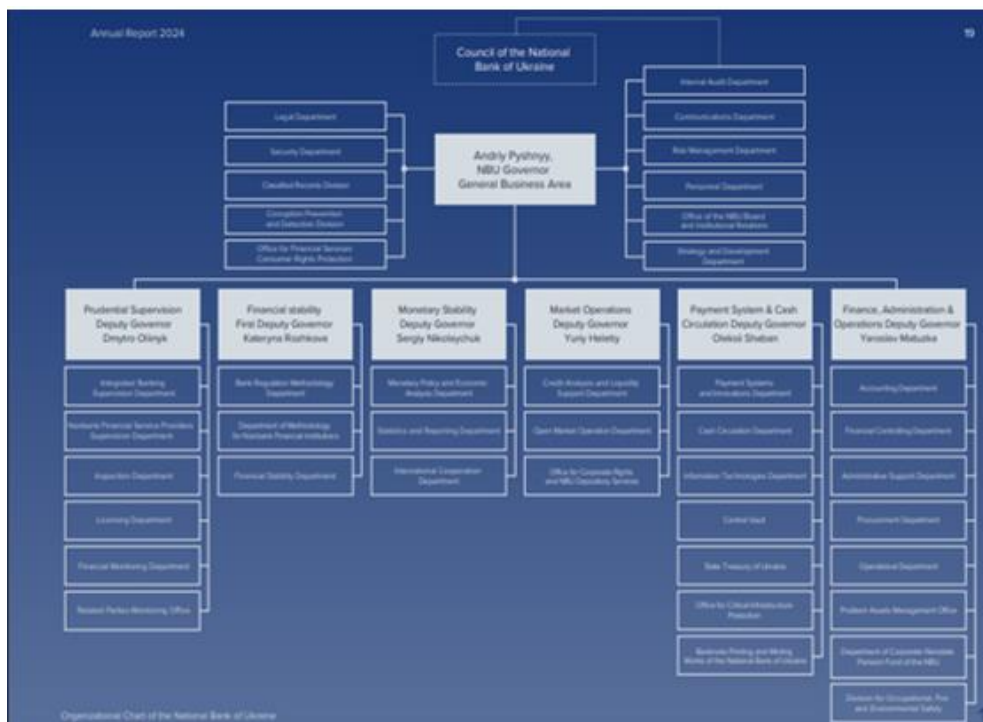 Annual Report 2024
19
Council of the National
Bank of Ukraine
Legal Department
Security Department
Classified Records Division
Corruption Prevention
and Detection Division
Office for Financial Services
Consumer Rights Protection
Andriy Pyshnyy,
NBU Governor
General Business Area
Internal Audit Department
Communications Department
Risk Management Department
Personnel Department
Office of the NBU Board
and Institutional Relations
Strategy and Development
Department
Prudential Supervision
Deputy Governor
Dmytro Oliinyk
Integrated Banking
Supervision Department
Nonbank Financial Service Providers
Supervision Department
Inspection Department
Licensing Department
Financial Monitoring Department
Related Parties Monitoring Office
Financial stability
First Deputy Governor
Kateryna Rozhkova
Bank Regulation Methodology
Department
Department of Methodology
for Nonbank Financial Institutions
Financial Stability Department
Monetary Stability
Deputy Governor
Sergiy Nikolaychuk
Monetary Policy and Economic
Analysis Department
Statistics and Reporting Department
International Cooperation
Department
Market Operations
Deputy Governor
Yuriy Heletiy
Credit Analysis and Liquidity
Support Department
Open Market Operation Department
Office for Corporate Rights
and NBU Depository Services
Payment System & Cash
Circulation Deputy Governor
Oleksii Shaban
Payment Systems
and Innovations Department
Cash Circulation Department
Information Technologies Department
Central Vault
State Treasury of Ukraine
Office for Critical Infrastructure
Protection
Banknote Printing and Minting
Works of the National Bank of Ukraine
Finance, Administration &
Operations Deputy Governor
Yaroslav Matuzka
Accounting Department
Financial Controlling Department
Administrative Support Department
Procurement Department
Operational Department
Problem Assets Management Office
Department of Corporate Nonstate
Pension Fund of the NBU
Division for Occupational, Fire
and Environmental Safety
Organizational Chart of the National Bank of Ukraine